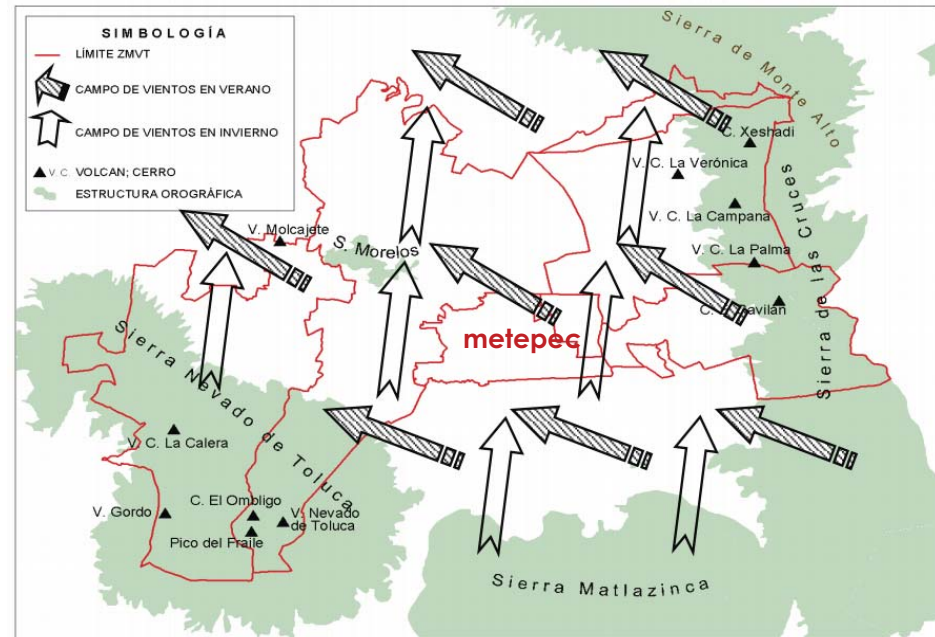 SIMBOLOGÍA
LÍMITE ZMVT
CAMPO DE VIENTOS EN VERANO
CAMPO DE VIENTOS EN INVIERNO
V.C. VOLCAN; CERRO
ESTRUCTURA OROGRÁFICA
Sierra de Monte Alto
C. Xeshadi
V. C. La Verónica
V. C. La Campana
V. C. La Palma
Sierra de las Cruces
V. Molcajete
S. Morelos
metepec
Sierra Nevado de Toluca
V. C. La Calera
C. El Ombligo
V. Gordo
V. Nevado
de Toluca
Pico del Fraile
Sierra Matlazinca